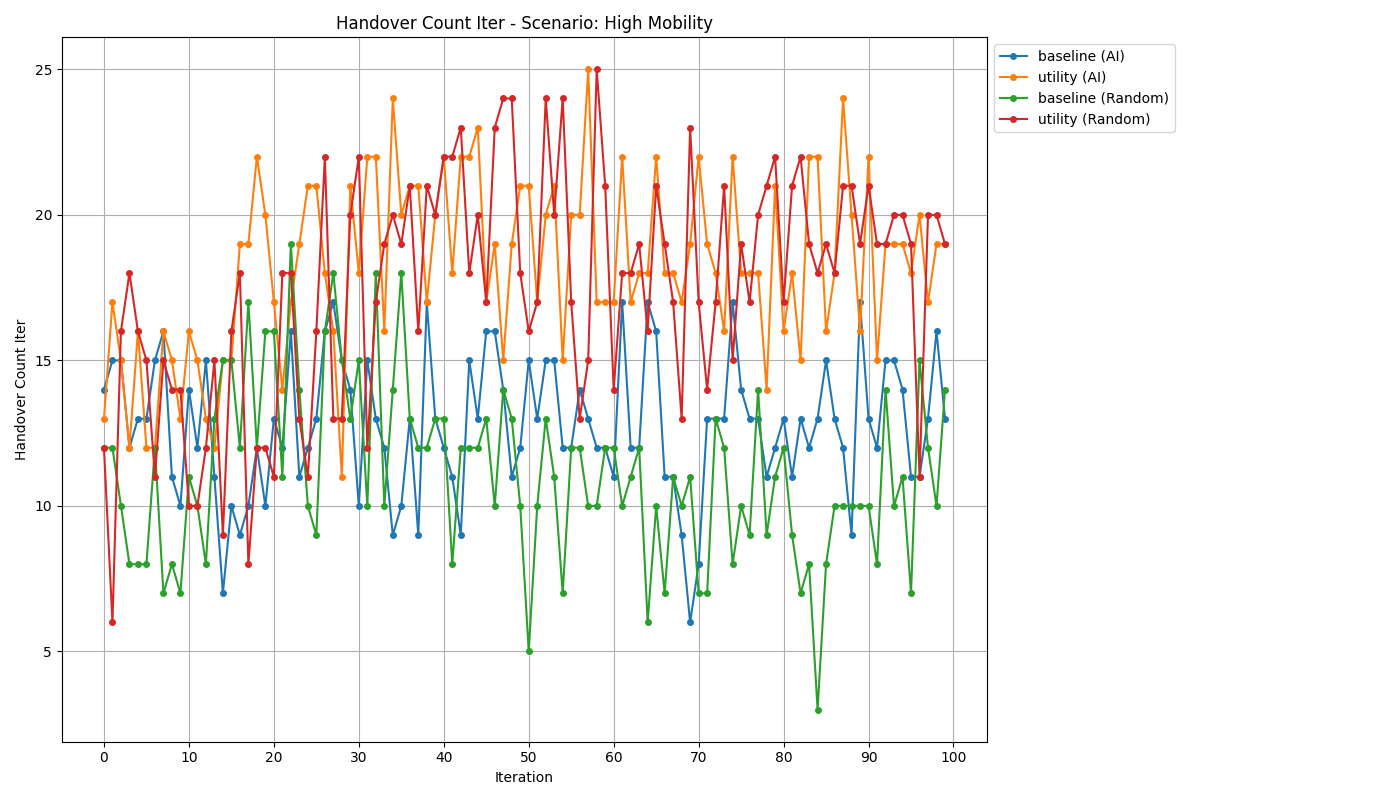 Handover Count Iter - Scenario: High Mobility
baseline (AI)
utility (AI)
baseline (Random)
utility (Random)
Handover Count Iter
25
20
15
10
5
0 10 20 30 40 50 60 70 80 90 100
Iteration